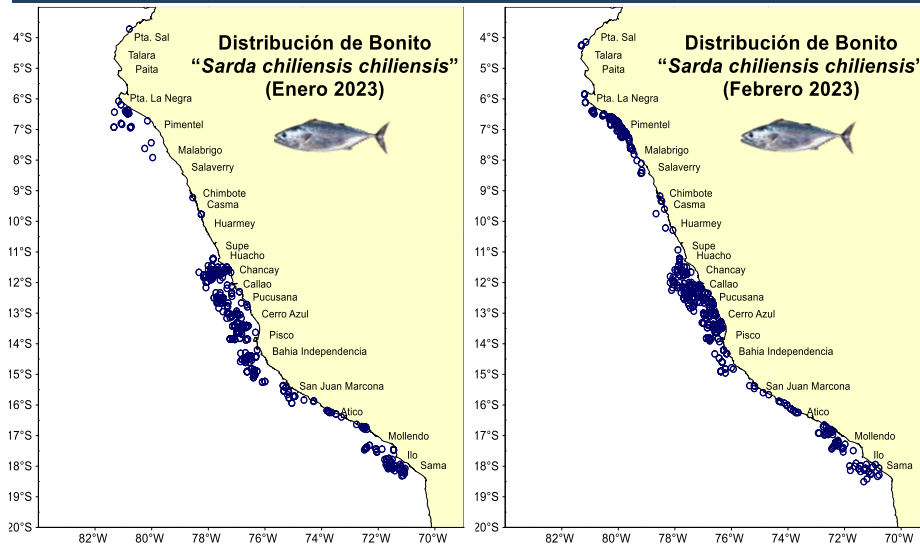 Distribución de Bonito
“Sarda chiliensis chiliensis”
(Enero 2023)
4°S
5°S
6°S
7°S
8°S
9°S
10°S
11°S
12°S
13°S
14°S
15°S
16°S
17°S
18°S
19°S
20°S
Pta. Sal
Talara
Paita
Pta. La Negra
Pimentel
Malabrigo
Salaverry
Chimbote
Casma
Huarmey
Supe
Huacho
Chancay
Callao
Pucusana
Cerro Azul
Pisco
Bahia Independencia
San Juan Marcona
Atico
Mollendo
Ilo
Sama
82°W 80°W 78°W 76°W 74°W 72°W 70°W
Distribución de Bonito
“Sarda chiliensis chiliensis”
(Febrero 2023)
4°S
5°S
6°S
7°S
8°S
9°S
10°S
11°S
12°S
13°S
14°S
15°S
16°S
17°S
18°S
19°S
20°S
Pta. Sal
Talara
Paita
Pta. La Negra
Pimentel
Malabrigo
Salaverry
Chimbote
Casma
Huarmey
Supe
Huacho
Chancay
Callao
Pucusana
Cerro Azul
Pisco
Bahia Independencia
San Juan Marcona
Atico
Mollendo
Ilo
Sama
82°W 80°W 78°W 76°W 74°W 72°W 70°W